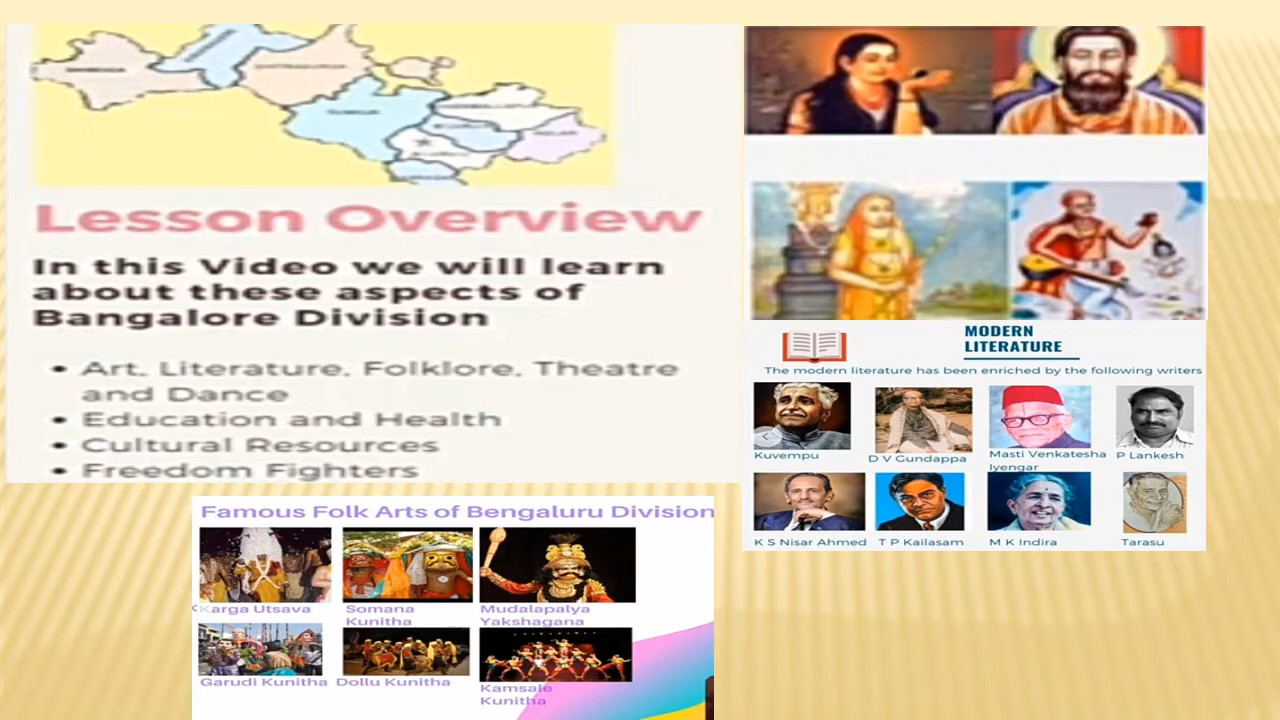 Lesson Overview
In this Video we will learn
about these aspects of
Bangalore Division
• Art, Literature, Folklore, Theatre
and Dance
• Education and Health
• Cultural Resources
• Freedom Fighters
MODERN
LITERATURE
The modern literature has been enriched by the following writers
Kuvempu
D V Gundappa
Masti Venkatesha
Iyengar
P Lankesh
K S Nisar Ahmed
T P Kailasam
M K Indira
Tarasu
Famous Folk Arts of Bengaluru Division
Karga Utsava
Somana
Kunitha
Mudalapalya
Yakshagana
Garudi Kunitha
Dollu Kunitha
Kamsale
Kunitha